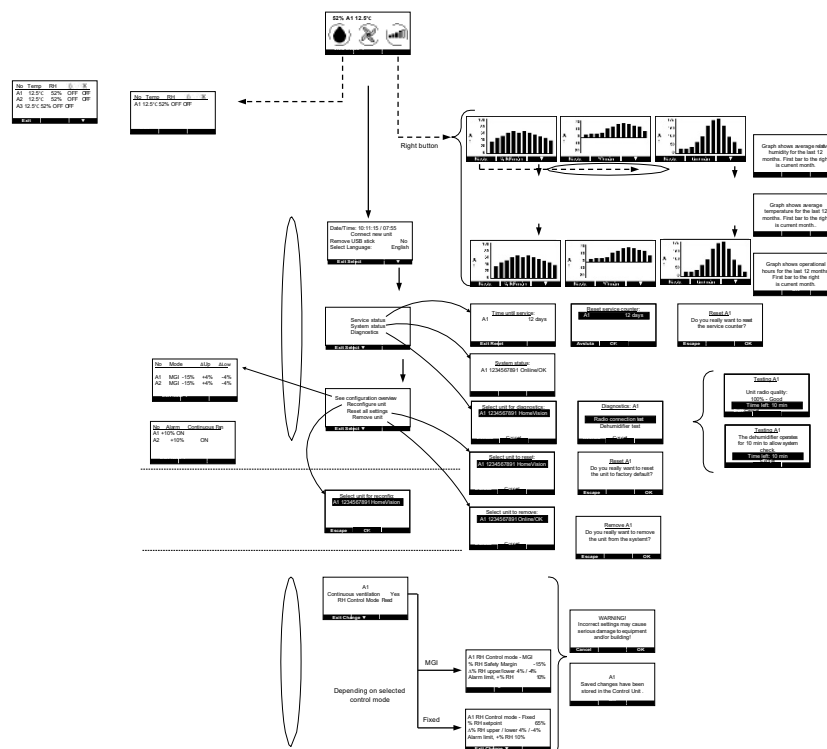 52% A1 12.5°C
No Temp RH
A1 12.5°C 52% OFF OFF
A2 12.5°C 52% OFF OFF
A3 12.5°C 52% OFF OFF
Exit ▼
No Temp RH
A1 12.5°C 52% OFF OFF
Right button
Graph shows average relative
humidity for the last 12
months. First bar to the right
is current month.
Graph shows average
temperature for the last 12
months. First bar to the right
is current month.
Graph shows operational
hours for the last 12 months.
First bar to the right
is current month.
Date/Time: 10:11:15 / 07:55
Connect new unit
Remove USB stick No
Select Language: English
Exit Select ▼
Service status
System status
Diagnostics
Exit Select ▼
Time until service:
A1 12 days
Exit Reset
Reset service counter:
A1 12 days
Avsluta OK
Reset A1
Do you really want to reset
the service counter?
Escape OK
System status:
A1 1234567891 Online/OK
No Mode ΔUp ΔLow
A1 MGI -15% +4% -4%
A2 MGI -15% +4% -4%
See configuration overview
Reconfigure unit
Reset all settings
Remove unit
Exit Select ▼
Select unit for diagnostics:
A1 1234567891 HomeVision
Diagnostics: A1
Radio connection test
Dehumidifier test
Testing A1
Unit radio quality:
100% - Good
Time left: 10 min
Testing A1
The dehumidifier operates
for 10 min to allow system
check.
Time left: 10 min
No Alarm Continuous Fan
A1 +10% ON
A2 +10% ON
Select unit to reset:
A1 1234567891 HomeVision
Reset A1
Do you really want to reset
the unit to factory default?
Escape OK
Select unit for reconfig:
A1 1234567891 HomeVision
Escape OK
Select unit to remove:
A1 1234567891 Online/OK
Remove A1
Do you really want to remove
the unit from the system?
Escape OK
A1
Continuous ventilation Yes
RH Control Mode Fixed
Exit Change ▼
WARNING!
Incorrect settings may cause
serious damage to equipment
and/or building!
Cancel OK
MGI
A1 RH Control mode - MGI
% RH Safety Margin -15%
±% RH upper/lower 4% / -4%
Alarm limit, +% RH 10%
A1
Saved changes have been
stored in the Control Unit
Depending on selected
control mode
Fixed
A1 RH Control mode - Fixed
% RH setpoint 65%
±% RH upper / lower 4% / -4%
Alarm limit, +% RH 10%
Exit Change ▼